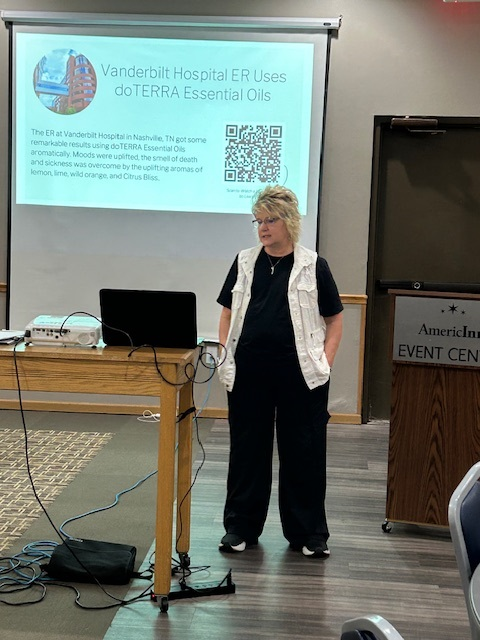 Vanderbilt Hospital ER Uses
doTERRA Essential Oils
The ER at Vanderbilt Hospital in Nashville, TN got some
remarkable results using doTERRA Essential Oils
aromatically. Moods were uplifted, the smell of death
and sickness was overcome by the uplifting aromas of
lemon, lime, wild orange, and Citrus Bliss.
AmericInn
EVENT CENT